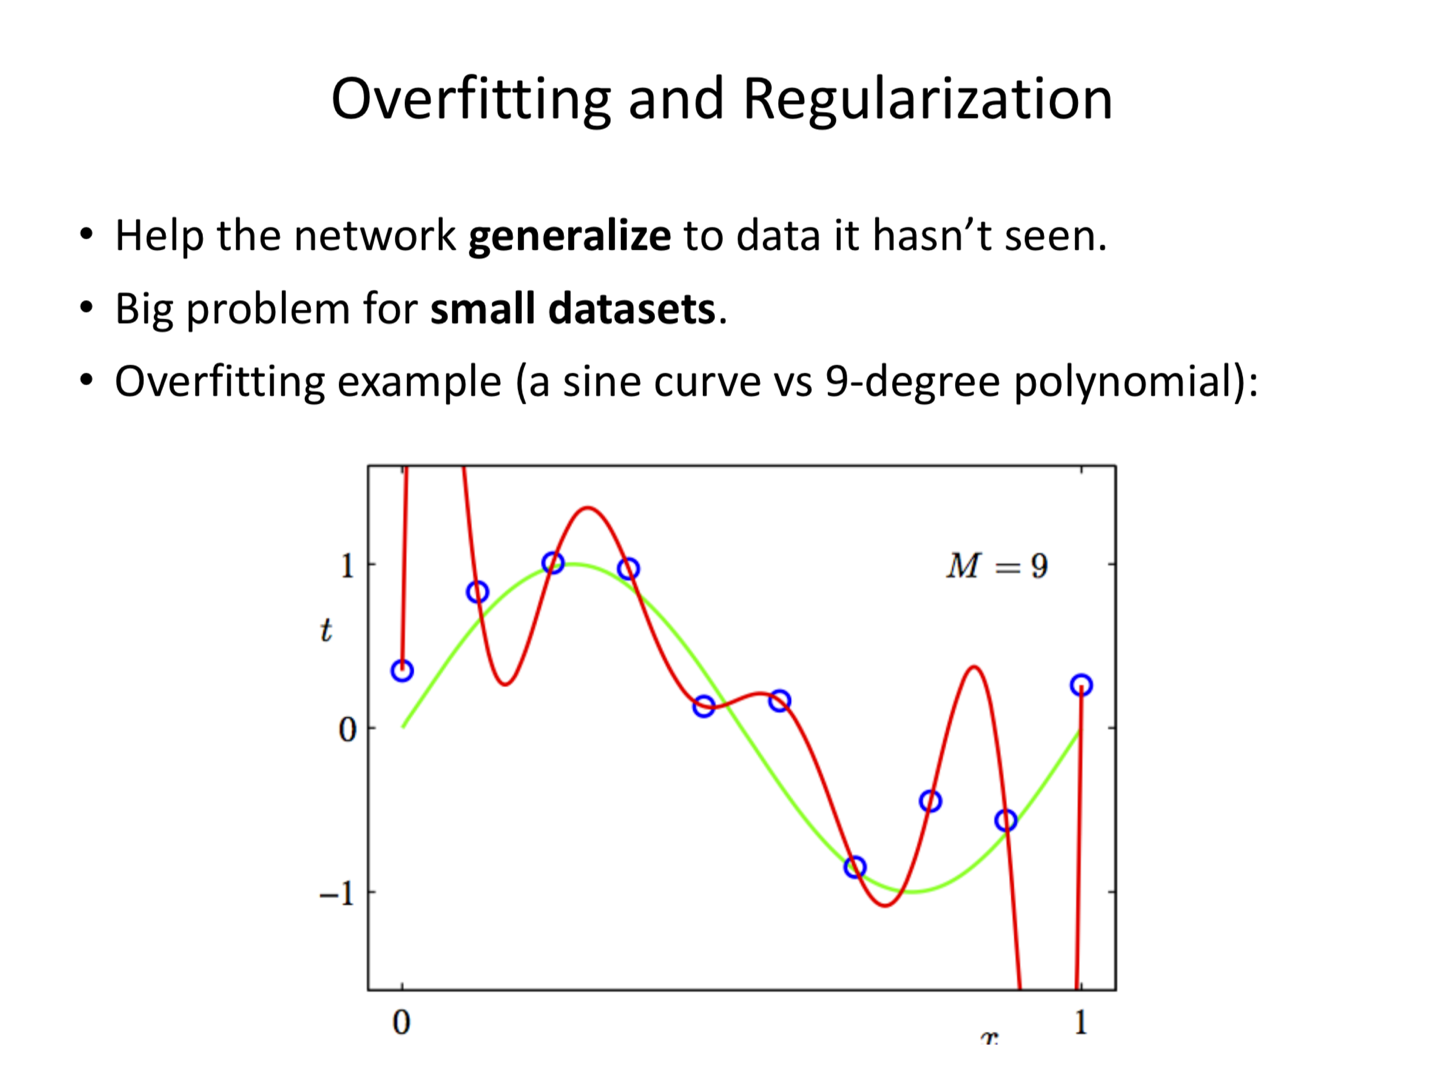 Overfitting and Regularization
• Help the network generalize to data it hasn’t seen.
• Big problem for small datasets.
• Overfitting example (a sine curve vs 9-degree polynomial):
M = 9
1
t
0
−1
0
x
1